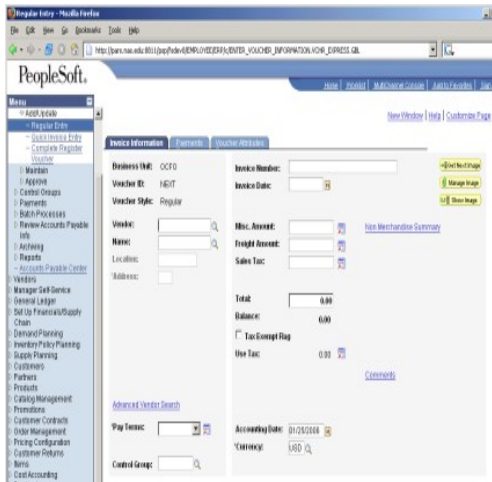 Regular Entry - Mozilla Firefox
File Edit View Go Bookmarks Tools Help
PeopleSoft.
Home | Worklist | MultiChannel Console | Add to Favorites | Sign
Menu
New Window | Help | Customize Page
Add/Update
- Regular Entry
- Quick Invoice Entry
- Complete Register
Voucher
Maintain
Approve
Control Groups
Payments
Batch Processes
Review Accounts Payable
Info
Archiving
Reports
- Accounts Payable Center
Vendors
Manager Self-Service
General Ledger
Set Up Financials/Supply
Chain
Demand Planning
Inventory Policy Planning
Supply Planning
Customers
Partners
Products
Catalog Management
Promotions
Customer Contracts
Order Management
Pricing Configuration
Customer Returns
Items
Cost Accounting
Invoice Information
Payments
Voucher Attributes
Business Unit: OCFO
Voucher ID: NEXT
Voucher Style: Regular
Vendor:
Name:
Location:
*Address:
Advanced Vendor Search
*Pay Terms:
Control Group:
Invoice Number:
Invoice Date:
Misc. Amount:
Freight Amount:
Sales Tax:
Total: 0.00
Balance: 0.00
Tax Exempt Flag
Use Tax: 0.00
Accounting Date: 01/25/2006
*Currency: USD
Non Merchandise Summary
Comments
Get Next Image
Manage Image
Show Image